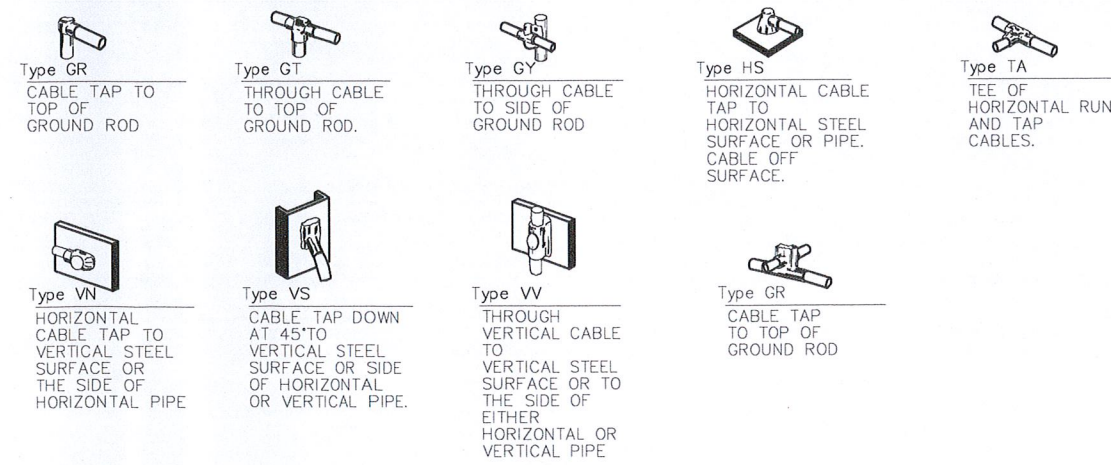 Type GR
CABLE TAP TO
TOP OF
GROUND ROD
Type GT
THROUGH CABLE
TO TOP OF
GROUND ROD.
Type GY
THROUGH CABLE
TO SIDE OF
GROUND ROD
Type HS
HORIZONTAL CABLE
TAP TO
HORIZONTAL STEEL
SURFACE OR PIPE.
CABLE OFF
SURFACE.
Type TA
TEE OF
HORIZONTAL RUN
AND TAP
CABLES.
Type VN
HORIZONTAL
CABLE TAP TO
VERTICAL STEEL
SURFACE OR
THE SIDE OF
HORIZONTAL PIPE
Type VS
CABLE TAP DOWN
AT 45°TO
VERTICAL STEEL
SURFACE OR SIDE
OF HORIZONTAL
OR VERTICAL PIPE.
Type VV
THROUGH
VERTICAL CABLE
TO
VERTICAL STEEL
SURFACE OR TO
THE SIDE OF
EITHER
HORIZONTAL OR
VERTICAL PIPE
Type GR
CABLE TAP
TO TOP OF
GROUND ROD